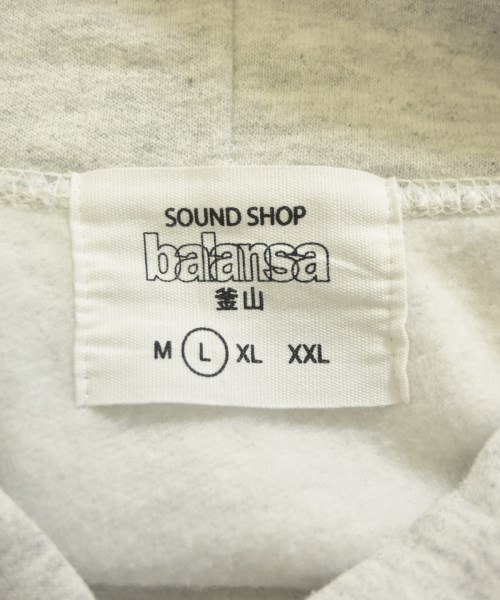 SOUND SHOP
balansa
釜山
M L XL XXL